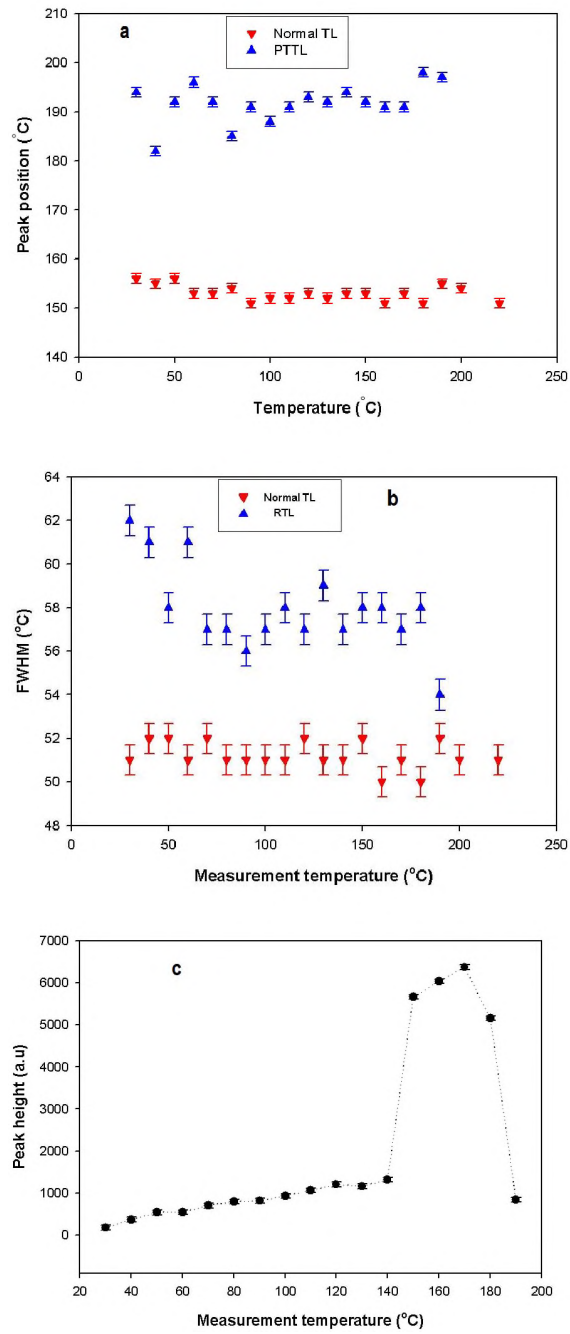 a
Normal TL
PTTL
210
200
190
180
170
160
150
140
Peak position (°C)
0 50 100 150 200 250
Temperature (°C)
b
Normal TL
RTL
64
62
60
58
56
54
52
50
48
FWHM (°C)
0 50 100 150 200 250
Measurement temperature (°C)
c
7000
6000
5000
4000
3000
2000
1000
0
Peak height (a.u)
20 40 60 80 100 120 140 160 180 200
Measurement temperature (°C)